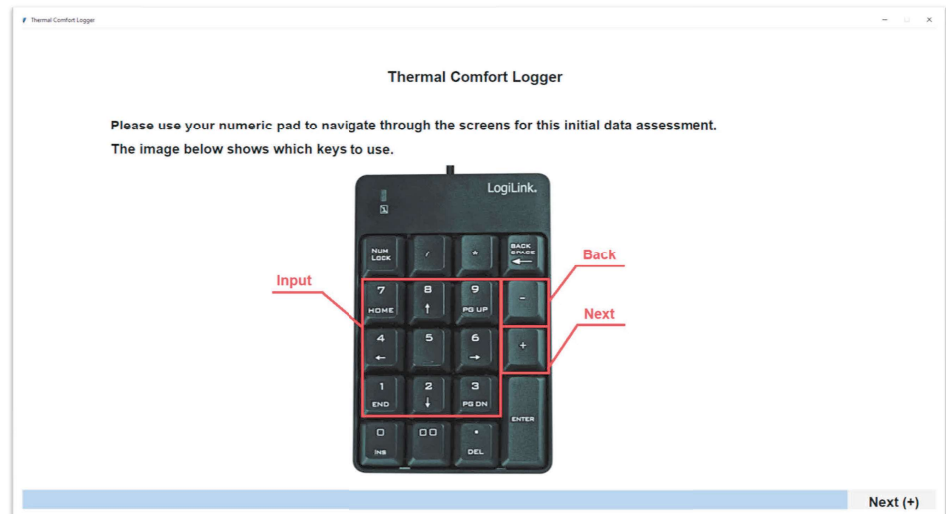 Thermal Comfort Logger
Thermal Comfort Logger
Please use your numeric pad to navigate through the screens for this initial data assessment.
The image below shows which keys to use.
LogiLink.
NUM LOCK
/
*
BACK SPACE
Back
Input
7 HOME
8 ↑
9 PG UP
-
Next
4 ←
5
6 →
+
1 END
2 ↓
3 PG DN
ENTER
0 INS
00
. DEL
Next (+)